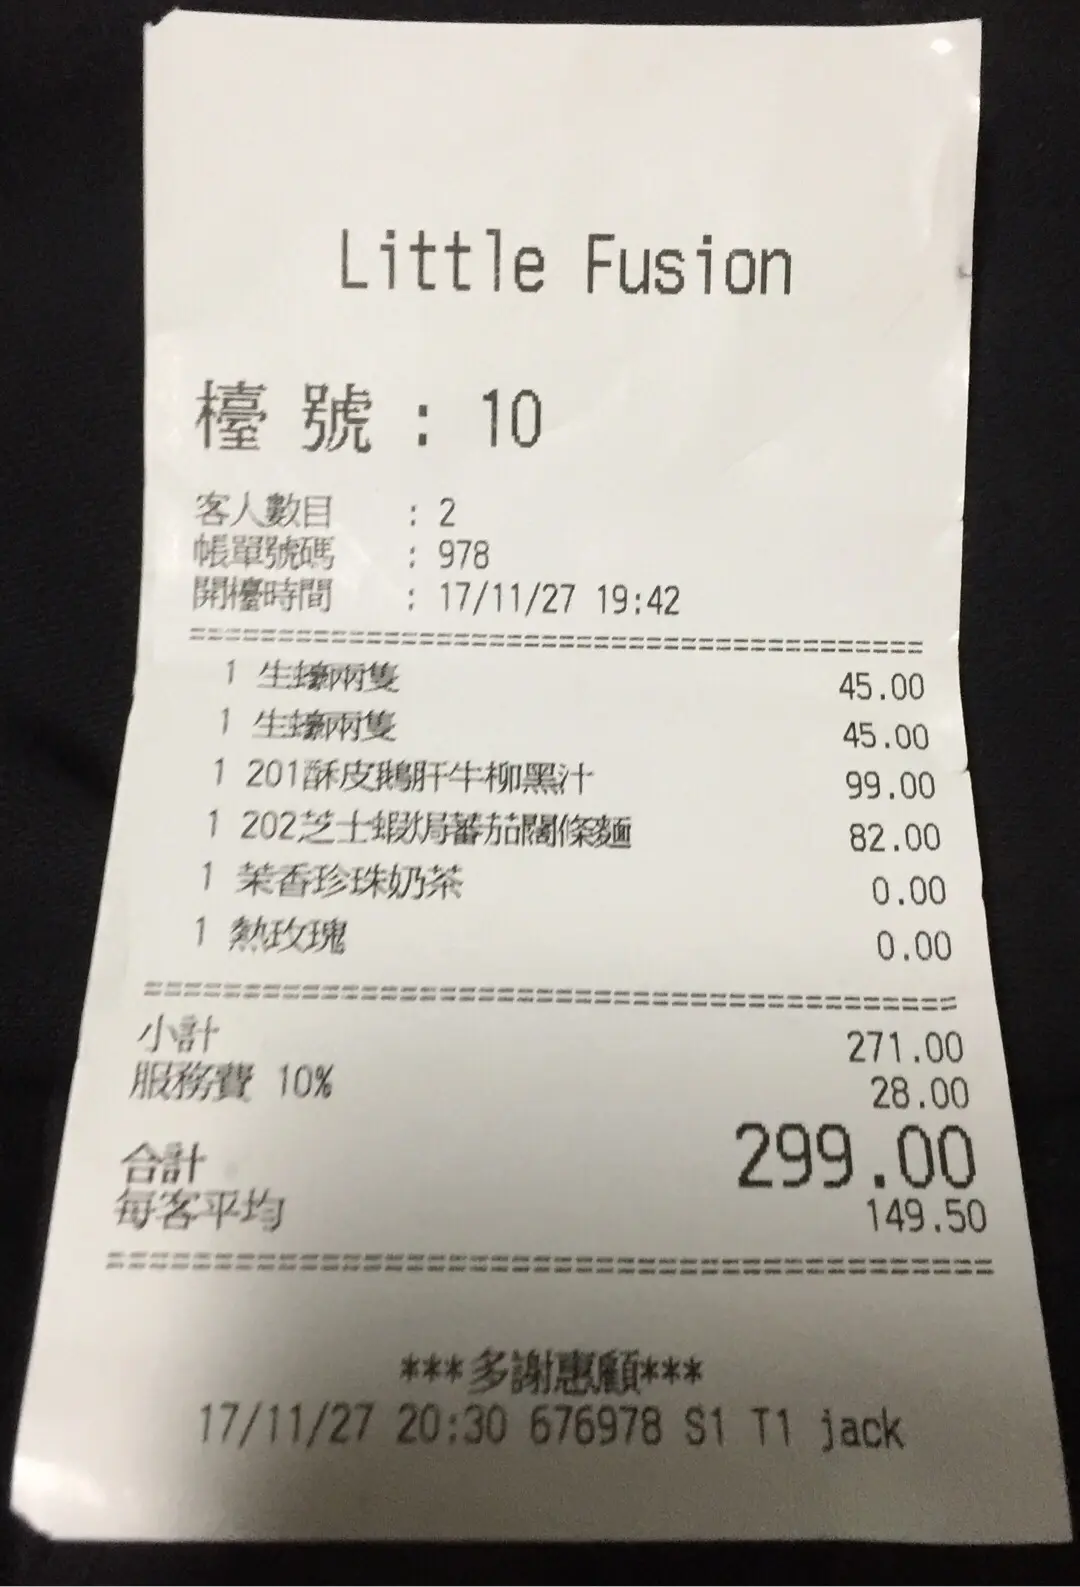 Little Fusion
檯號 : 10
客人數目 : 2
帳單號碼 : 978
開檯時間 : 17/11/27 19:42
1 生蠔兩隻 45.00
1 生蠔兩隻 45.00
1 201酥皮鵝肝牛柳黑汁 99.00
1 202芝士蝦焗蕃茄闊條麵 82.00
1 茉香珍珠奶茶 0.00
1 熱玫瑰 0.00
小計 271.00
服務費 10% 28.00
合計 299.00
每客平均 149.50
***多謝惠顧***
17/11/27 20:30 676978 S1 T1 jack